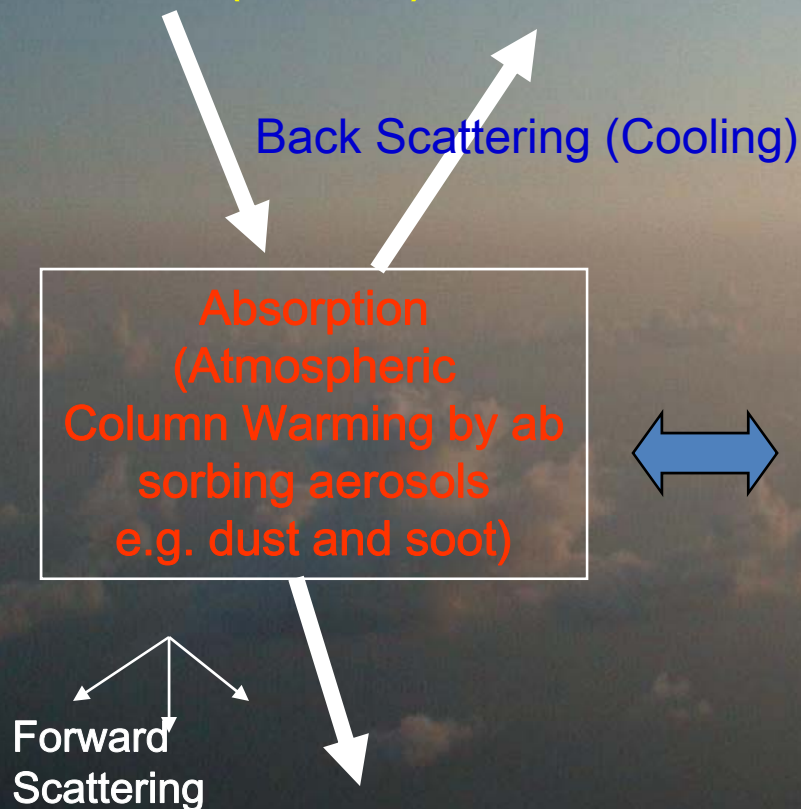 Back Scattering (Cooling)
Absorption
(Atmospheric
Column Warming by ab
sorbing aerosols
e.g. dust and soot)
Forward
Scattering